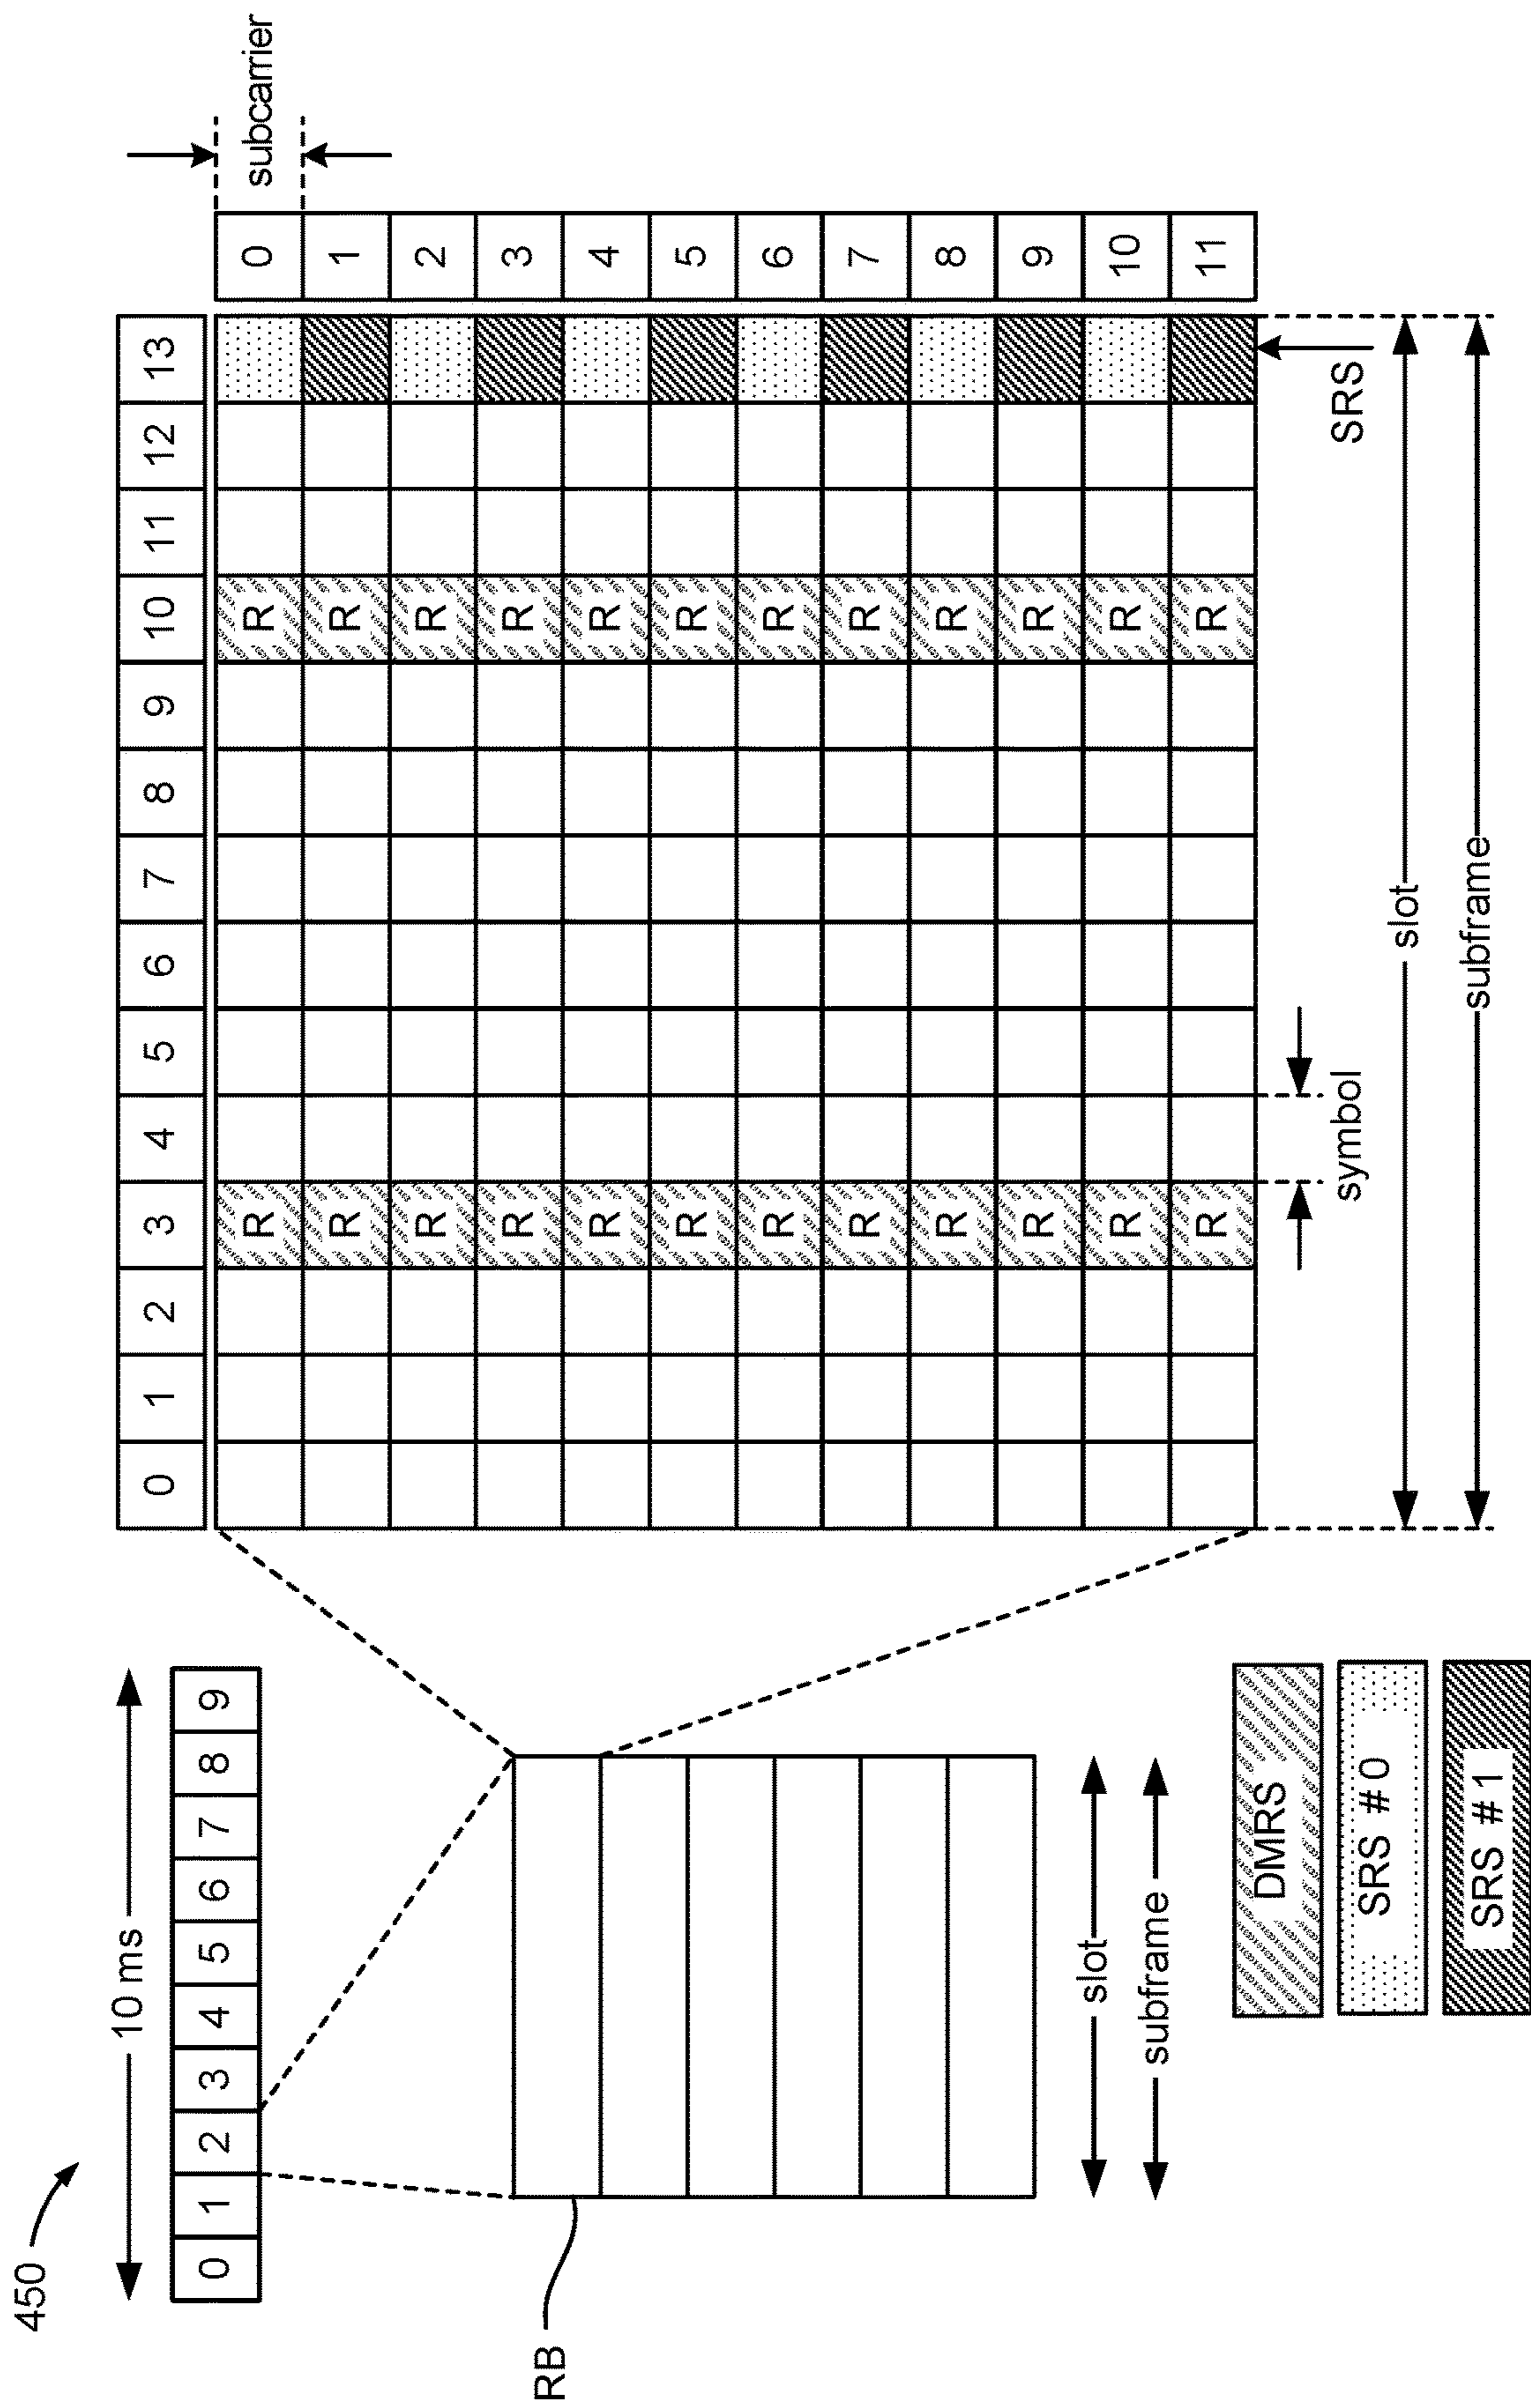 450
10 ms
0 1 2 3 4 5 6 7 8 9
RB
slot
subframe
DMRS
SRS # 0
SRS # 1
0 1 2 3 4 5 6 7 8 9 10 11 12 13
subcarrier
R R 0
R R 1
R R 2
R R 3
R R 4
R R 5
R R 6
R R 7
R R 8
R R 9
R R 10
R R 11
symbol
SRS
slot
subframe